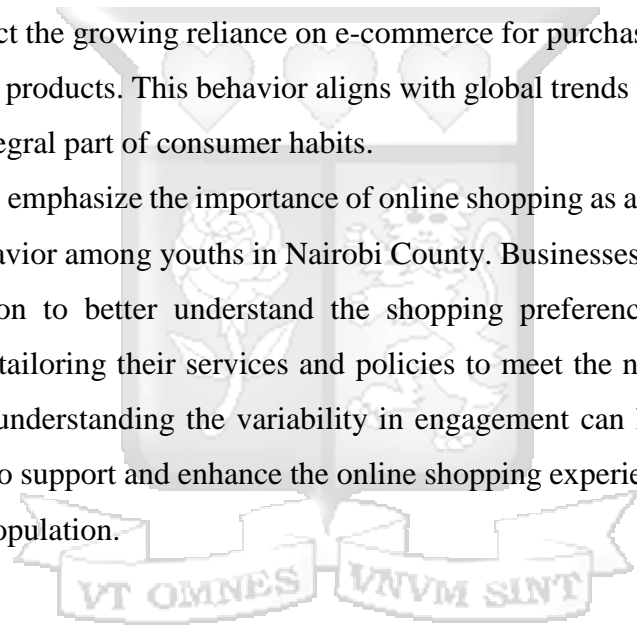 ct the growing reliance on e-commerce for purchas
products. This behavior aligns with global trends
egral part of consumer habits.
emphasize the importance of online shopping as a
avior among youths in Nairobi County. Businesses
on to better understand the shopping preferenc
tailoring their services and policies to meet the n
understanding the variability in engagement can
o support and enhance the online shopping experie
opulation.
VT OMNES VNVM SINT